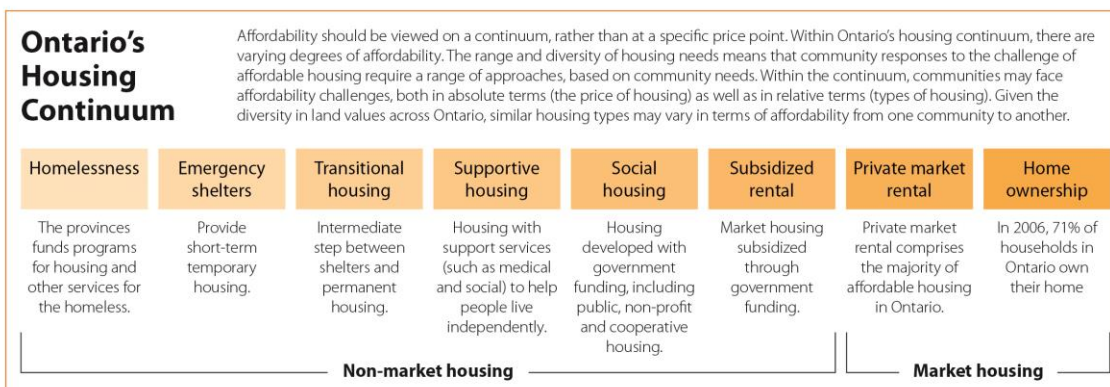 Ontario's
Housing
Continuum
Affordability should be viewed on a continuum, rather than at a specific price point. Within Ontario's housing continuum, there are
varying degrees of affordability. The range and diversity of housing needs means that community responses to the challenge of
affordable housing require a range of approaches, based on community needs. Within the continuum, communities may face
affordability challenges, both in absolute terms (the price of housing) as well as in relative terms (types of housing). Given the
diversity in land values across Ontario, similar housing types may vary in terms of affordability from one community to another.
Homelessness
The provinces
funds programs
for housing and
other services for
the homeless.
Emergency
shelters
Provide
short-term
temporary
housing.
Transitional
housing
Intermediate
step between
shelters and
permanent
housing.
Supportive
housing
Housing with
support services
(such as medical
and social) to help
people live
independently.
Social
housing
Housing
developed with
government
funding, including
public, non-profit
and cooperative
housing.
Subsidized
rental
Market housing
subsidized
through
government
funding.
Private market
rental
Private market
rental comprises
the majority of
affordable housing
in Ontario.
Home
ownership
In 2006, 71% of
households in
Ontario own
their home
Non-market housing
Market housing